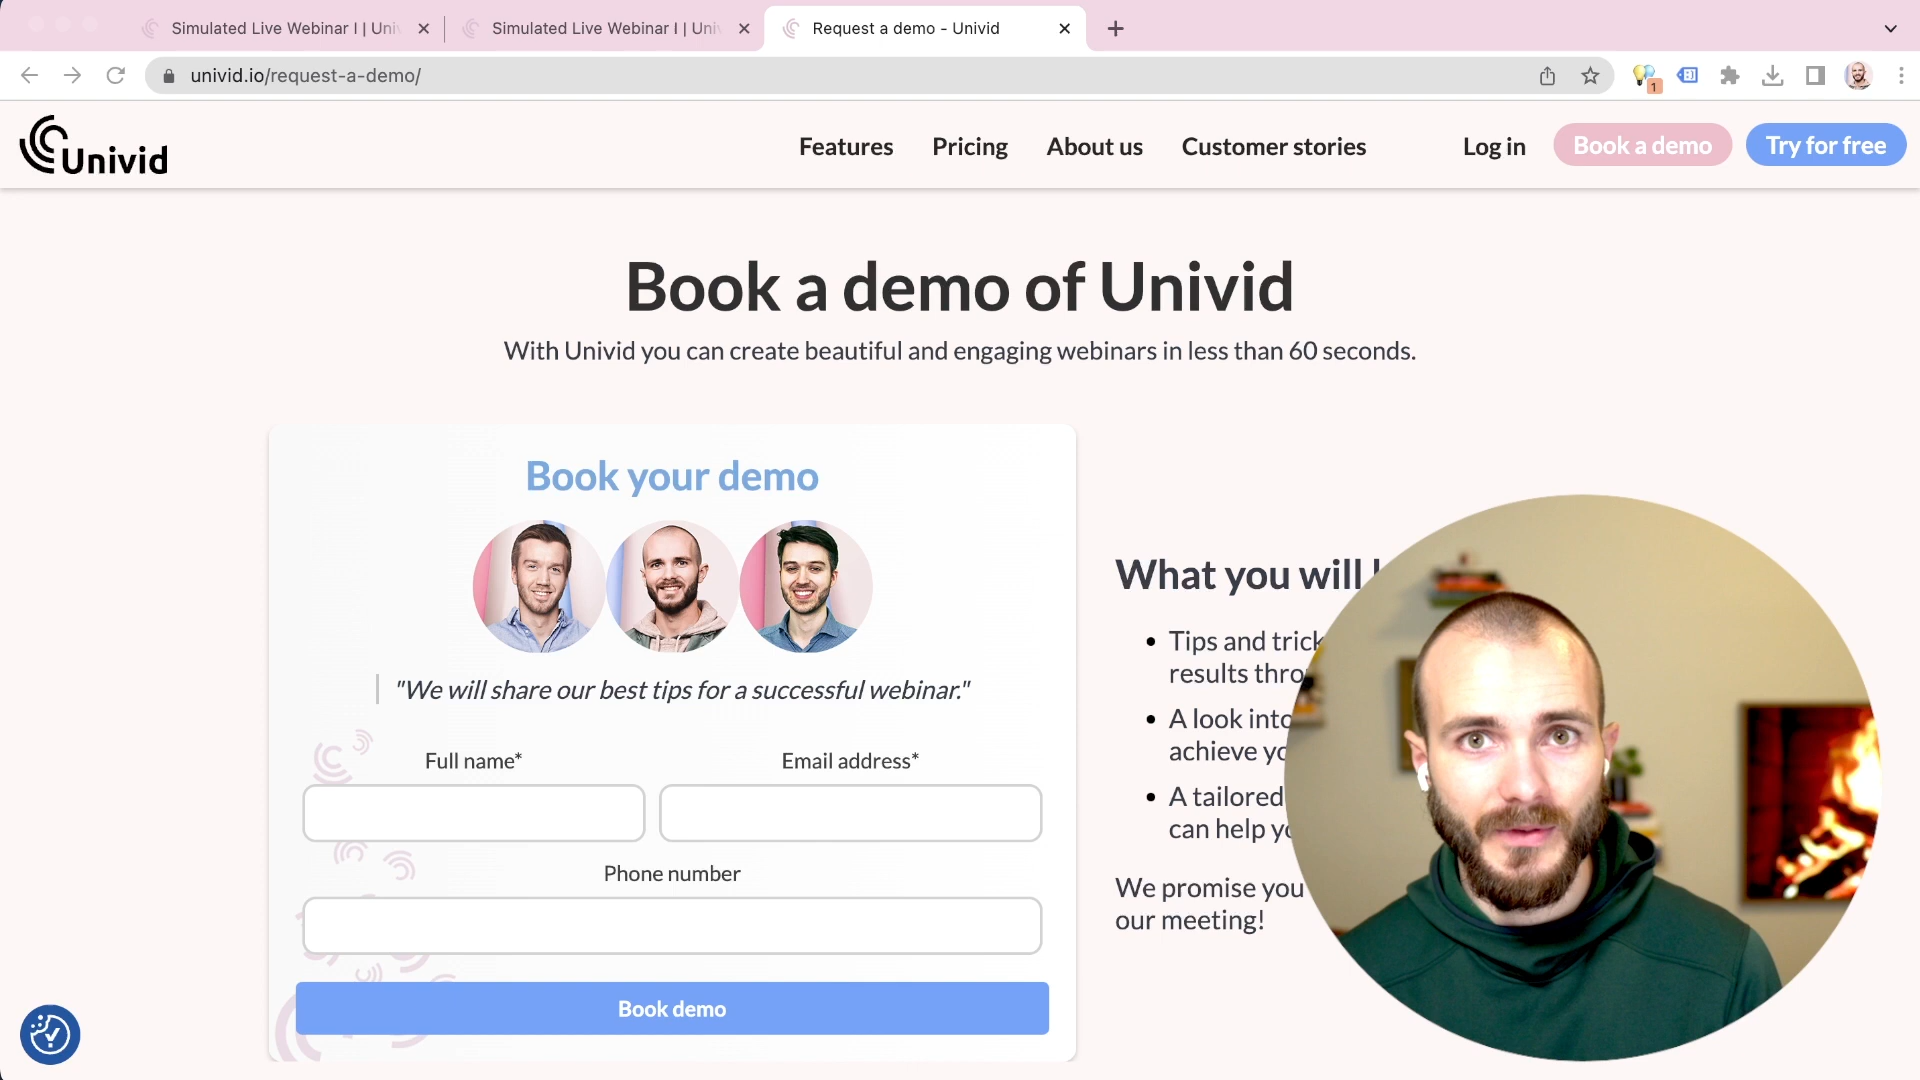 Simulated Live Webinar I | Univ
Simulated Live Webinar I | Univ
Request a demo - Univid
univid.io/request-a-demo/
1
Univid
Features
Pricing
About us
Customer stories
Log in
Book a demo
Try for free
Book a demo of Univid
With Univid you can create beautiful and engaging webinars in less than 60 seconds.
Book your demo
"We will share our best tips for a successful webinar."
Full name*
Email address*
Phone number
Book demo
What you will
Tips and trick
results thro
A look into
achieve yo
A tailored
can help yo
We promise you
our meeting!